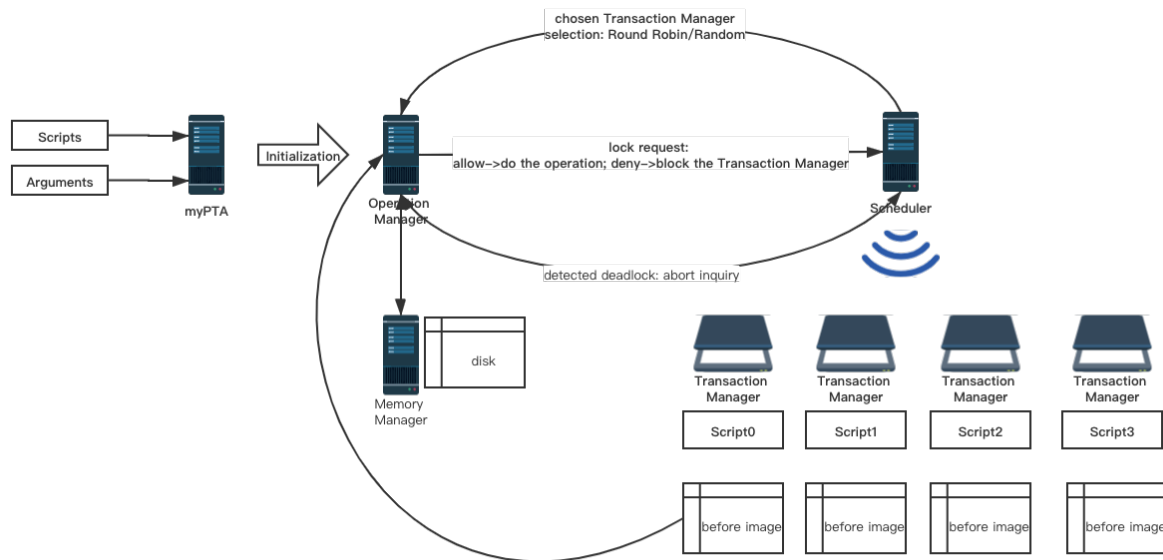 chosen Transaction Manager
selection: Round Robin/Random
Scripts
Arguments
myPTA
Initialization
lock request:
allow->do the operation; deny->block the Transaction Manager
Operation
Manager
Scheduler
detected deadlock: abort inquiry
disk
Memory
Manager
Transaction
Manager
Transaction
Manager
Transaction
Manager
Transaction
Manager
Script0
Script1
Script2
Script3
before image
before image
before image
before image